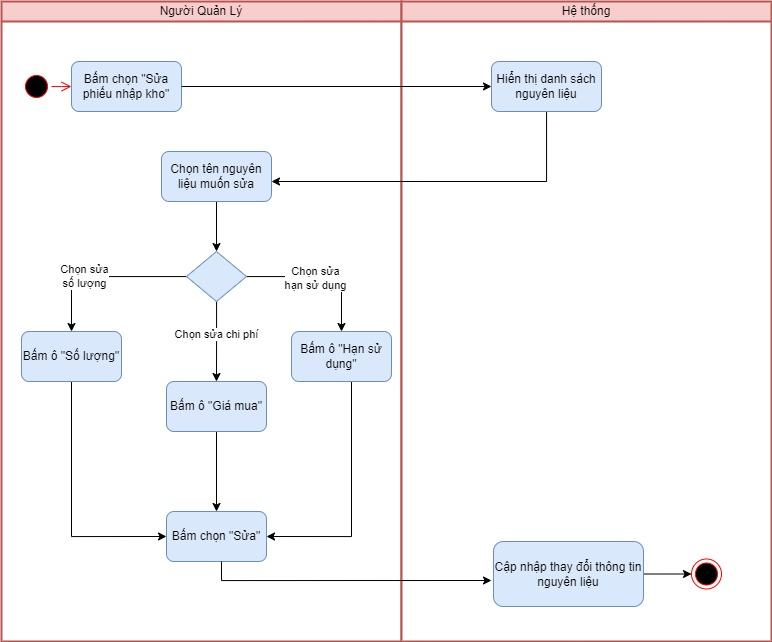 Người Quản Lý
Hệ thống
Bấm chọn "Sửa
phiếu nhập kho"
Hiển thị danh sách
nguyên liệu
Chọn tên nguyên
liệu muốn sửa
Chọn sửa
số lượng
Chọn sửa
hạn sử dụng
Chọn sửa chi phí
Bấm ô "Số lượng"
Bấm ô "Hạn sử
dụng"
Bấm ô "Giá mua"
Bấm chọn "Sửa"
Cập nhập thay đổi thông tin
nguyên liệu